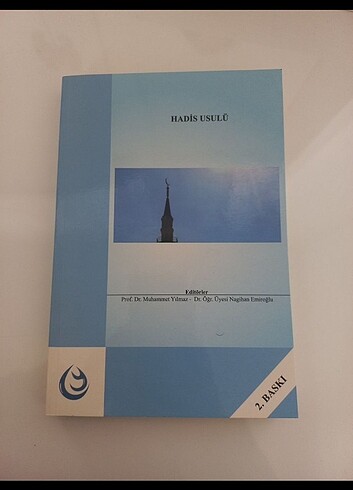 HADİS USULÜ
Editörler
Prof. Dr. Muhammet Yılmaz - Dr. Öğr. Üyesi Nagihan Emiroğlu
2. BASKI